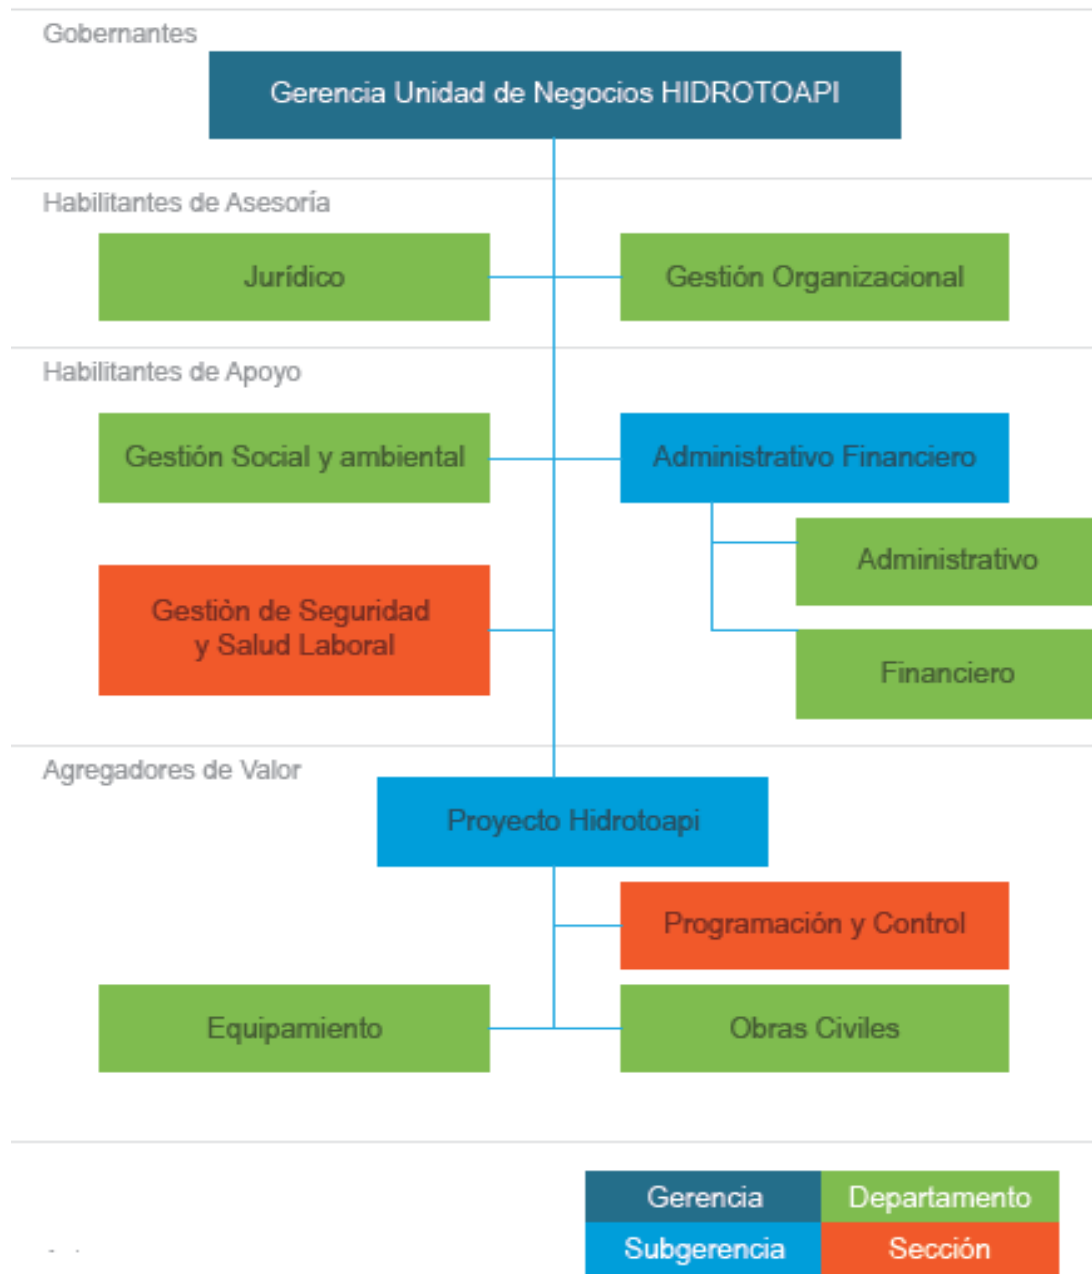 Gobernantes
Gerencia Unidad de Negocios HIDROTOAPI
Habilitantes de Asesoría
Jurídico
Gestión Organizacional
Habilitantes de Apoyo
Gestión Social y ambiental
Administrativo Financiero
Administrativo
Gestiòn de Seguridad
y Salud Laboral
Financiero
Agregadores de Valor
Proyecto Hidrotoapi
Programación y Control
Equipamiento
Obras Civiles
Gerencia
Departamento
Subgerencia
Sección